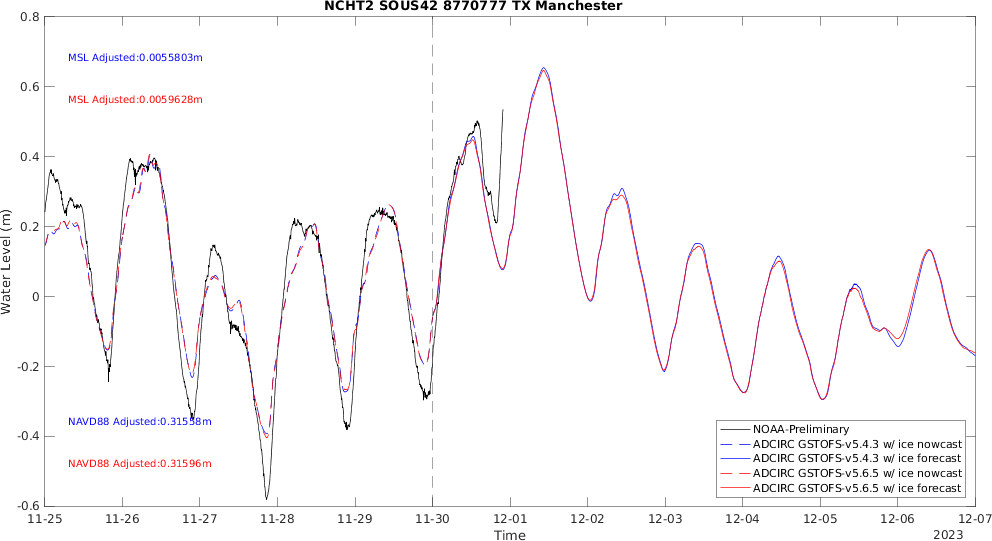 NCHT2 SOUS42 8770777 TX Manchester
0.8
0.6
0.4
0.2
0
-0.2
-0.4
-0.6
Water Level (m)
MSL Adjusted:0.0055803m
MSL Adjusted:0.0059628m
NAVD88 Adjusted:0.31558m
NAVD88 Adjusted:0.31596m
NOAA-Preliminary
ADCIRC GSTOFS-v5.4.3 w/ ice nowcast
ADCIRC GSTOFS-v5.4.3 w/ ice forecast
ADCIRC GSTOFS-v5.6.5 w/ ice nowcast
ADCIRC GSTOFS-v5.6.5 w/ ice forecast
11-25 11-26 11-27 11-28 11-29 11-30 12-01 12-02 12-03 12-04 12-05 12-06 12-07
Time
2023